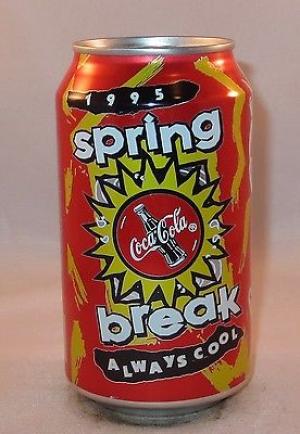 1995
spring
Coca-Cola ®
break
ALWAYS COOL